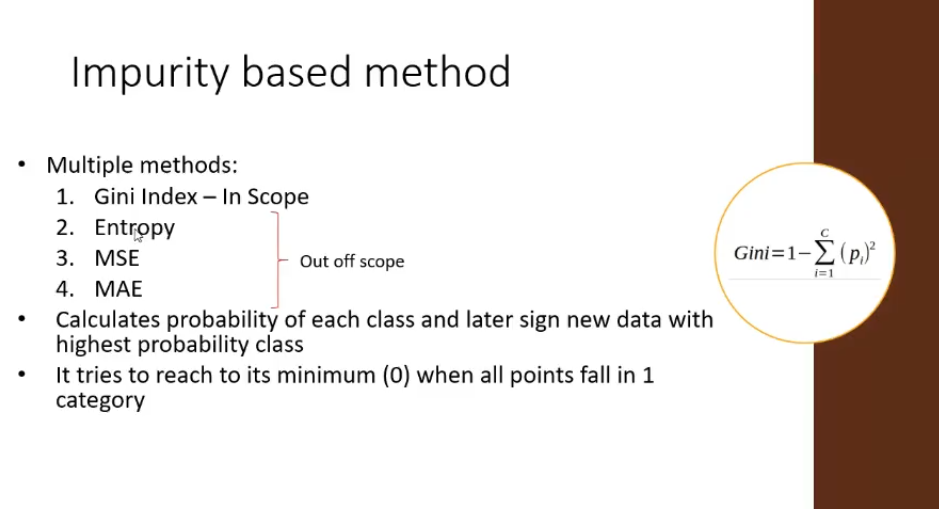 Impurity based method
• Multiple methods:
1. Gini Index – In Scope
2. Entropy
3. MSE
4. MAE
Out off scope
• Calculates probability of each class and later sign new data with
highest probability class
• It tries to reach to its minimum (0) when all points fall in 1
category
Gini=1−∑_{i=1}^{C}(p_i)²